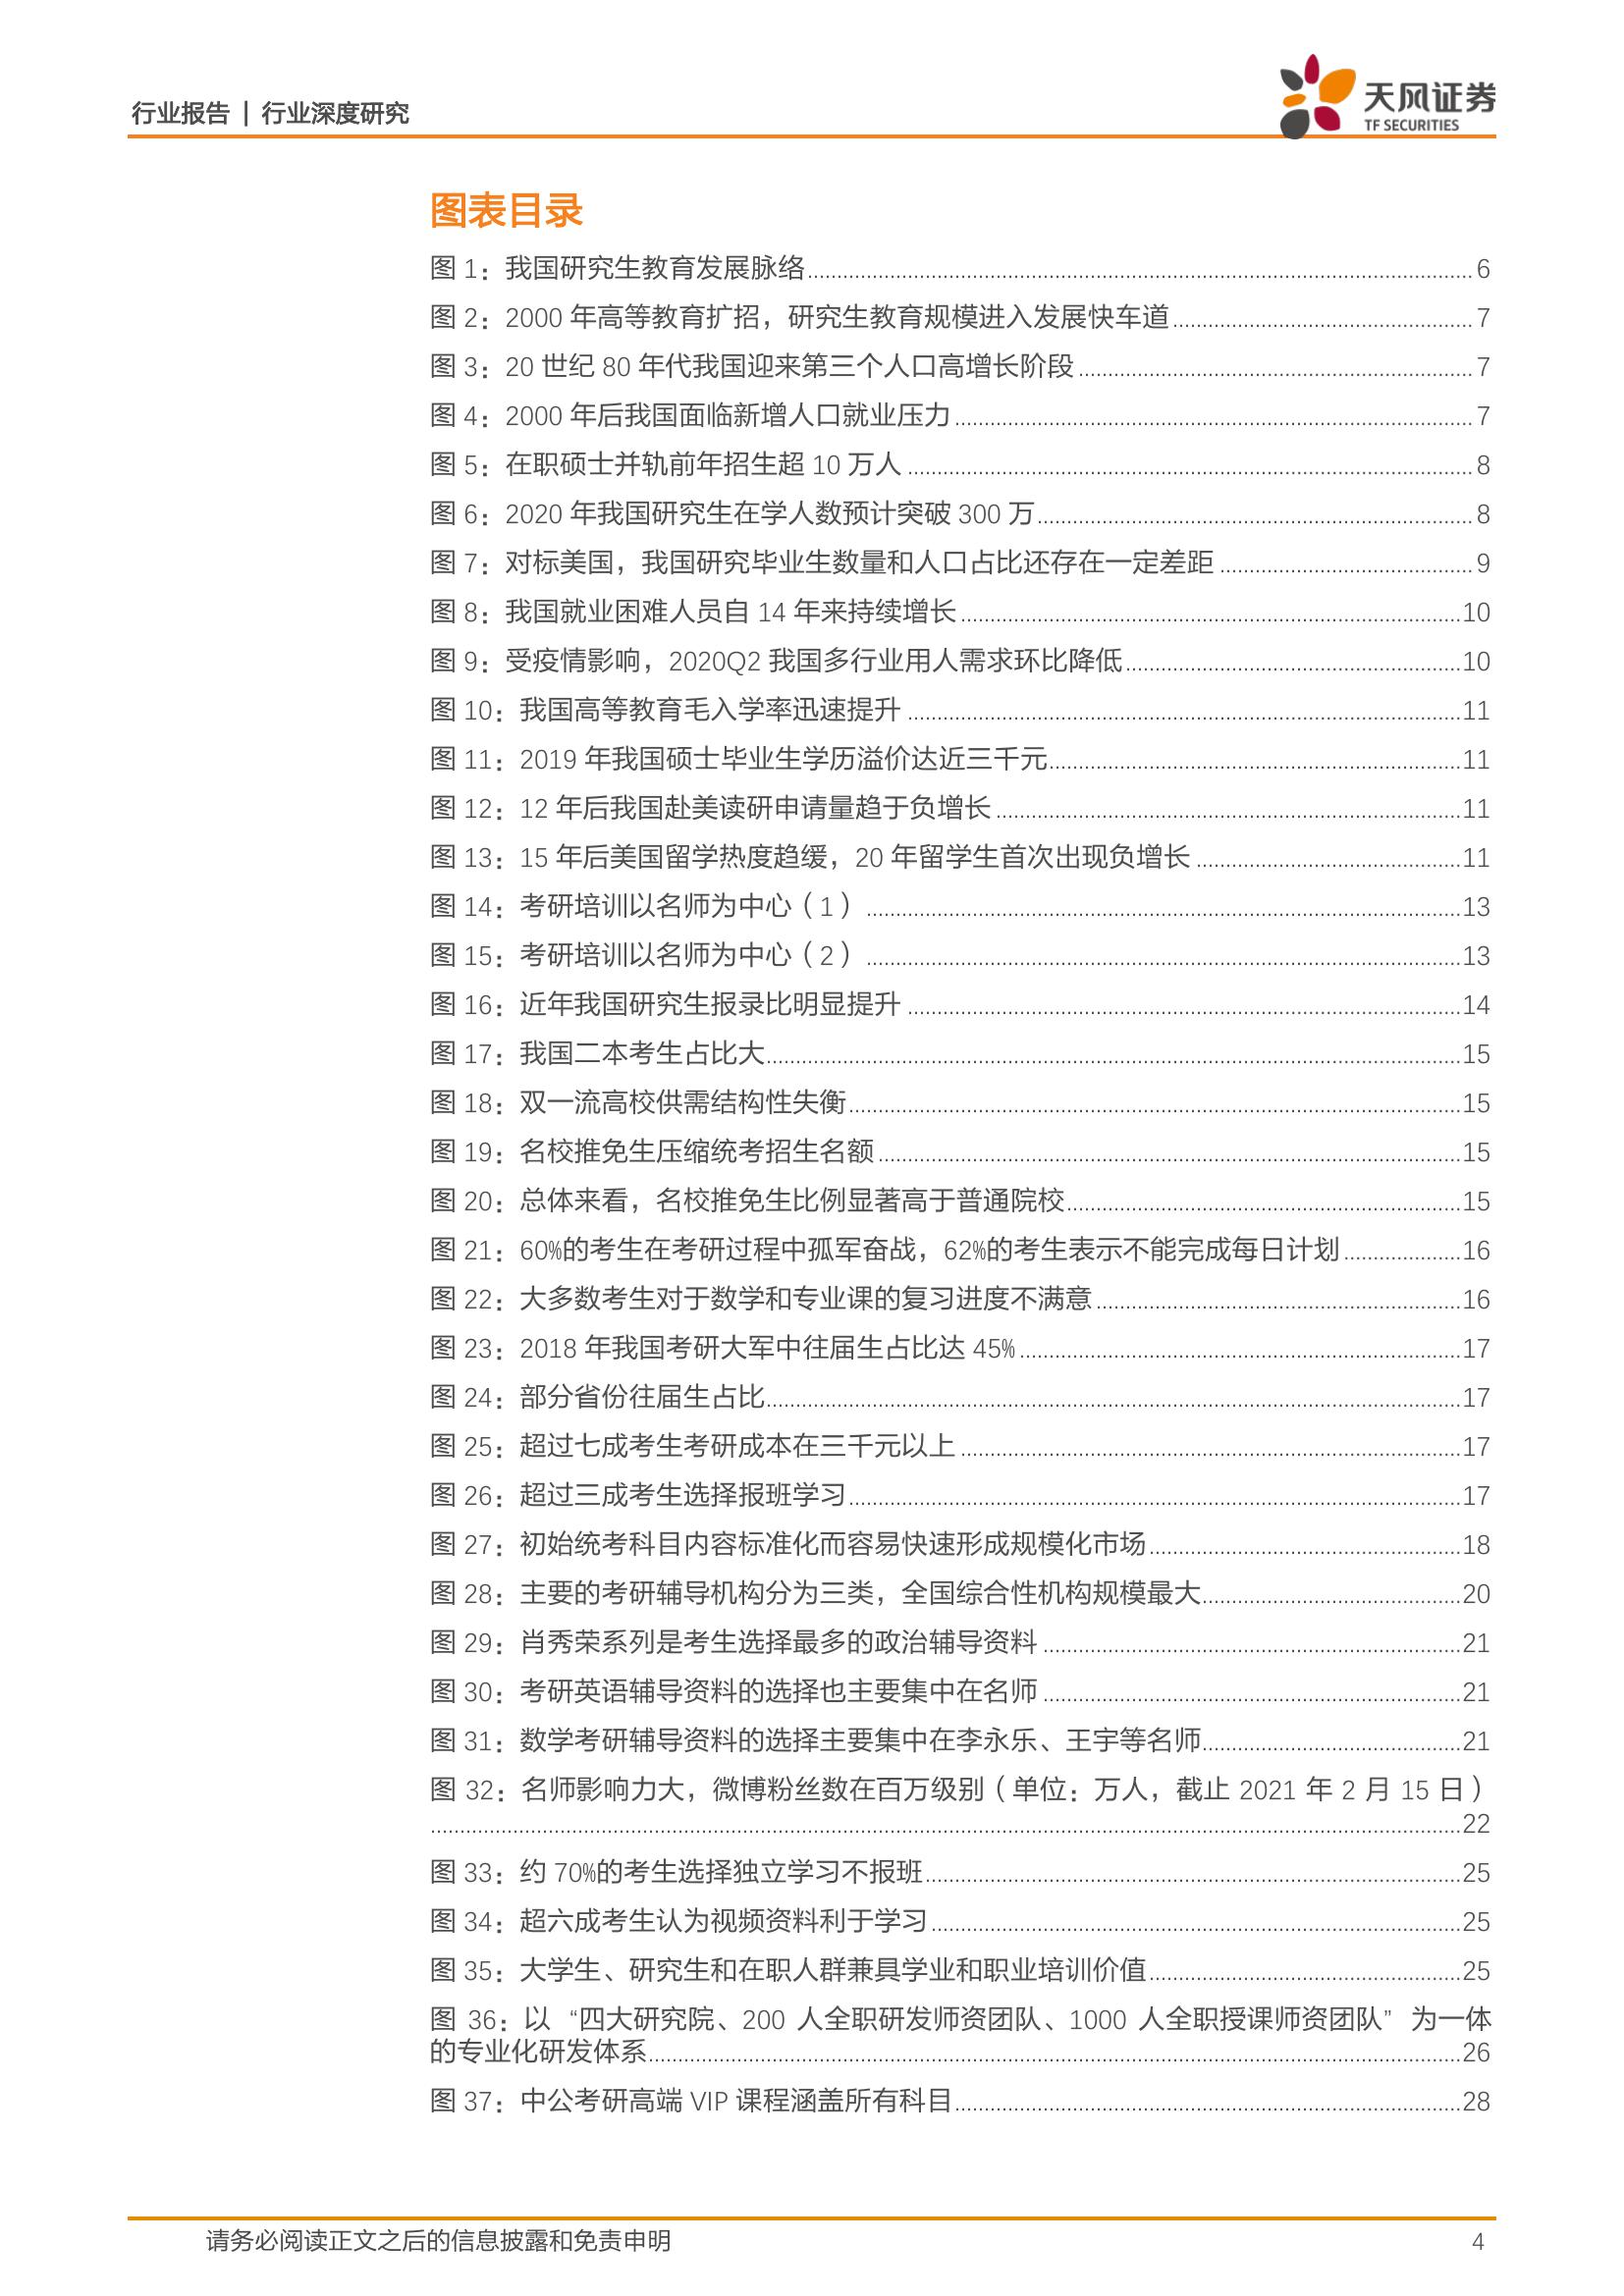 行业报告 | 行业深度研究
天风证券
TF SECURITIES
图表目录
图 1：我国研究生教育发展脉络 6
图 2：2000 年高等教育扩招，研究生教育规模进入发展快车道 7
图 3：20 世纪 80 年代我国迎来第三个人口高增长阶段 7
图 4：2000 年后我国面临新增人口就业压力 7
图 5：在职硕士并轨前年招生超 10 万人 8
图 6：2020 年我国研究生在学人数预计突破 300 万 8
图 7：对标美国，我国研究毕业生数量和人口占比还存在一定差距 9
图 8：我国就业困难人员自 14 年来持续增长 10
图 9：受疫情影响，2020Q2 我国多行业用人需求环比降低 10
图 10：我国高等教育毛入学率迅速提升 11
图 11：2019 年我国硕士毕业生学历溢价达近三千元 11
图 12：12 年后我国赴美读研申请量趋于负增长 11
图 13：15 年后美国留学热度趋缓，20 年留学生首次出现负增长 11
图 14：考研培训以名师为中心（1） 13
图 15：考研培训以名师为中心（2） 13
图 16：近年我国研究生报录比明显提升 14
图 17：我国二本考生占比大 15
图 18：双一流高校供需结构性失衡 15
图 19：名校推免生压缩统考招生名额 15
图 20：总体来看，名校推免生比例显著高于普通院校 15
图 21：60%的考生在考研过程中孤军奋战，62%的考生表示不能完成每日计划 16
图 22：大多数考生对于数学和专业课的复习进度不满意 16
图 23：2018 年我国考研大军中往届生占比达 45% 17
图 24：部分省份往届生占比 17
图 25：超过七成考生考研成本在三千元以上 17
图 26：超过三成考生选择报班学习 17
图 27：初始统考科目内容标准化而容易快速形成规模化市场 18
图 28：主要的考研辅导机构分为三类，全国综合性机构规模最大 20
图 29：肖秀荣系列是考生选择最多的政治辅导资料 21
图 30：考研英语辅导资料的选择也主要集中在名师 21
图 31：数学考研辅导资料的选择主要集中在李永乐、王宇等名师 21
图 32：名师影响力大，微博粉丝数在百万级别（单位：万人，截止 2021 年 2 月 15 日）
22
图 33：约 70%的考生选择独立学习不报班 25
图 34：超六成考生认为视频资料利于学习 25
图 35：大学生、研究生和在职人群兼具学业和职业培训价值 25
图 36：以“四大研究院、200 人全职研发师资团队、1000 人全职授课师资团队”为一体
的专业化研发体系 26
图 37：中公考研高端 VIP 课程涵盖所有科目 28
请务必阅读正文之后的信息披露和免责申明 4